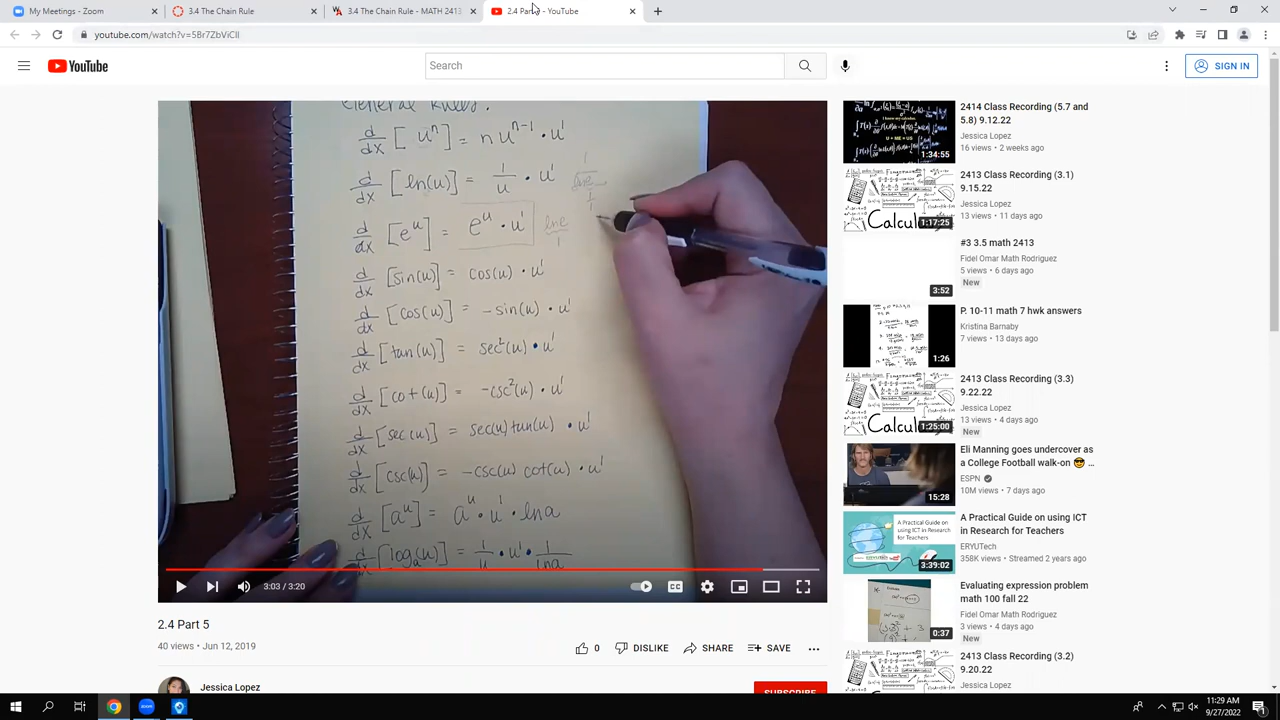 My Meetings - Zoom
3.4 The Chain Rule
3.4 The Chain Rule - MATH 2413
2.4 Part 5 - YouTube
youtube.com/watch?v=5Br7ZbViCII
YouTube
Search
SIGN IN
General Rules:
d/dx [u^n] = n u^(n-1) · u'
d/dx [ln(u)] = 1/u · u'
d/dx [e^u] = e^u · u'
d/dx [sin(u)] = cos(u) · u'
d/dx [cos(u)] = -sin(u) · u'
d/dx [tan(u)] = sec²(u) · u'
d/dx [cot(u)] = -csc²(u) · u'
d/dx [sec(u)] = sec(u)tan(u) · u'
d/dx [csc(u)] = -csc(u) cot(u) · u'
d/dx [a^u] = a^u · u' · ln a
3:03 / 3:20
CC
2.4 Part 5
40 views • Jun 12, 2019
0
DISLIKE
SHARE
SAVE
Jessica Lopez
SUBSCRIBE
2414 Class Recording (5.7 and
5.8) 9.12.22
Jessica Lopez
16 views • 2 weeks ago
1:34:55
2413 Class Recording (3.1)
9.15.22
Jessica Lopez
13 views • 11 days ago
1:17:25
#3 3.5 math 2413
Fidel Omar Math Rodriguez
5 views • 6 days ago
New
3:52
P. 10-11 math 7 hwk answers
Kristina Barnaby
7 views • 13 days ago
1:26
2413 Class Recording (3.3)
9.22.22
Jessica Lopez
13 views • 4 days ago
New
1:25:00
Eli Manning goes undercover as
a College Football walk-on 😎 ...
ESPN
10M views • 7 days ago
15:28
A Practical Guide on using ICT
in Research for Teachers
ERYUTech
358K views • Streamed 2 years ago
3:39:02
Evaluating expression problem
math 100 fall 22
Fidel Omar Math Rodriguez
3 views • 4 days ago
New
0:37
2413 Class Recording (3.2)
9.20.22
Jessica Lopez
11:29 AM
9/27/2022